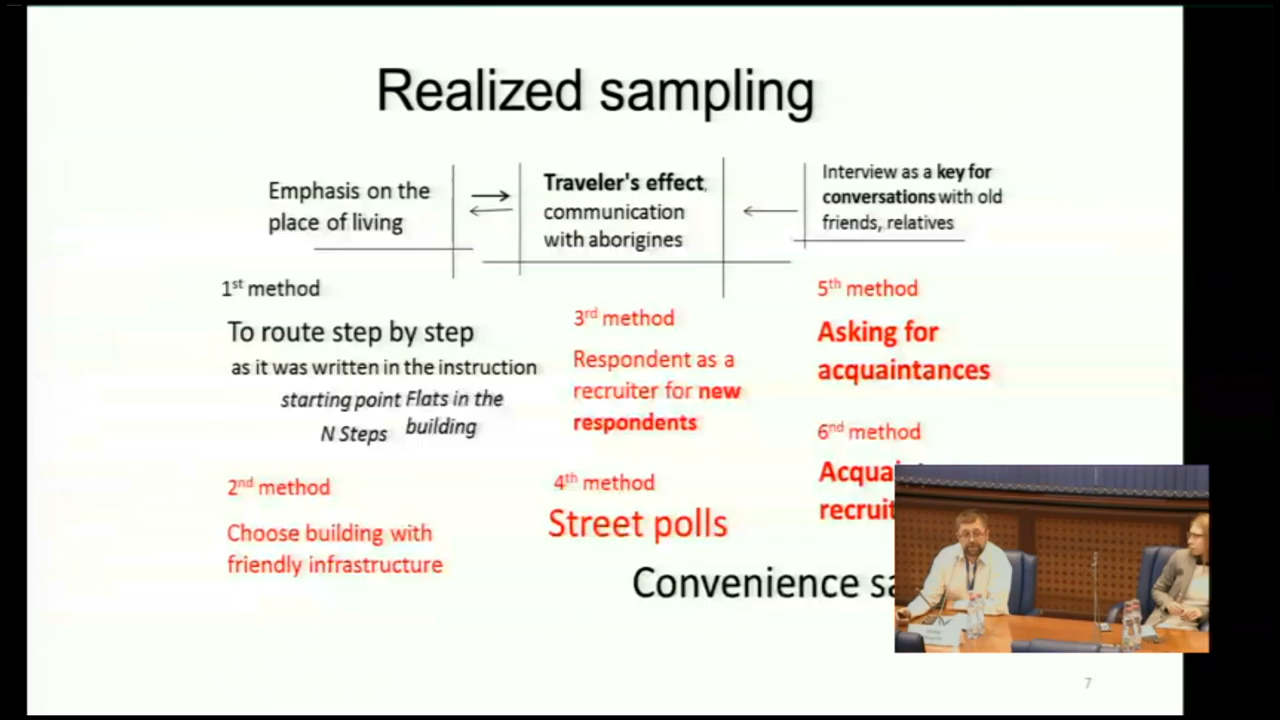 Realized sampling
Emphasis on the
place of living
Traveler's effect,
communication
with aborigines
Interview as a key for
conversations with old
friends, relatives
1st method
To route step by step
as it was written in the instruction
starting point Flats in the
N Steps building
2nd method
Choose building with
friendly infrastructure
3rd method
Respondent as a
recruiter for new
respondents
4th method
Street polls
5th method
Asking for
acquaintances
6nd method
Convenience
7